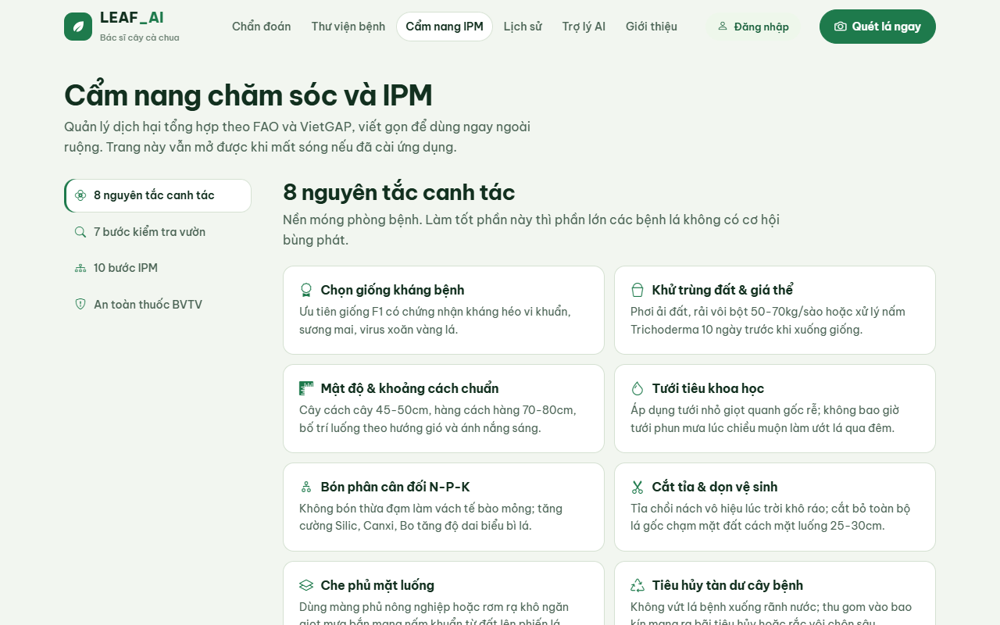 LEAF_AI
Bác sĩ cây cà chua
Chẩn đoán
Thư viện bệnh
Cẩm nang IPM
Lịch sử
Trợ lý AI
Giới thiệu
Đăng nhập
Quét lá ngay
Cẩm nang chăm sóc và IPM
Quản lý dịch hại tổng hợp theo FAO và VietGAP, viết gọn để dùng ngay ngoài
ruộng. Trang này vẫn mở được khi mất sóng nếu đã cài ứng dụng.
8 nguyên tắc canh tác
7 bước kiểm tra vườn
10 bước IPM
An toàn thuốc BVTV
8 nguyên tắc canh tác
Nền móng phòng bệnh. Làm tốt phần này thì phần lớn các bệnh lá không có cơ hội
bùng phát.
Chọn giống kháng bệnh
Ưu tiên giống F1 có chứng nhận kháng héo vi khuẩn,
sương mai, virus xoăn vàng lá.
Khử trùng đất & giá thể
Phơi ải đất, rải vôi bột 50-70kg/sào hoặc xử lý nấm
Trichoderma 10 ngày trước khi xuống giống.
Mật độ & khoảng cách chuẩn
Cây cách cây 45-50cm, hàng cách hàng 70-80cm,
bố trí luống theo hướng gió và ánh nắng sáng.
Tưới tiêu khoa học
Áp dụng tưới nhỏ giọt quanh gốc rễ; không bao giờ
tưới phun mưa lúc chiều muộn làm ướt lá qua đêm.
Bón phân cân đối N-P-K
Không bón thừa đạm làm vách tế bào mỏng; tăng
cường Silic, Canxi, Bo tăng độ dai biểu bì lá.
Cắt tỉa & dọn vệ sinh
Tỉa chồi nách vô hiệu lúc trời khô ráo; cắt bỏ toàn bộ
lá gốc chạm mặt đất cách mặt luống 25-30cm.
Che phủ mặt luống
Dùng màng phủ nông nghiệp hoặc rơm rạ khô ngăn
giọt mưa bắn mang nấm khuẩn từ đất lên phiến lá.
Tiêu hủy tàn dư cây bệnh
Không vứt lá bệnh xuống rãnh nước; thu gom vào bao
kín mang ra bãi tiêu hủy hoặc rắc vôi chôn sâu.